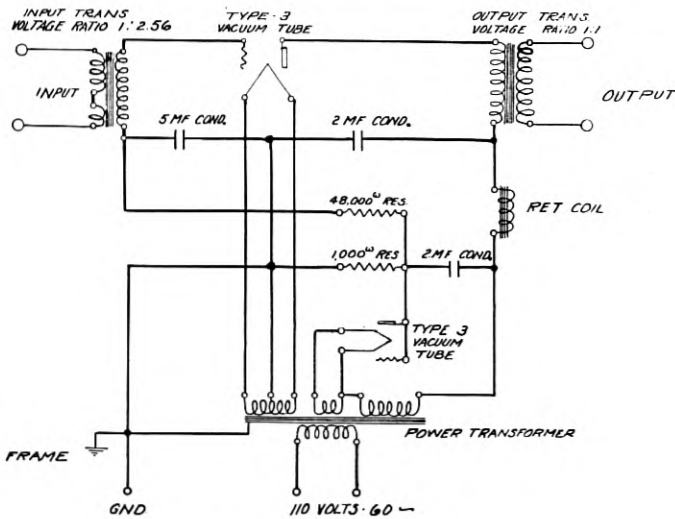 INPUT TRANS.
VOLTAGE RATIO 1:2.56
TYPE-3
VACUUM TUBE
OUTPUT TRANS.
VOLTAGE RATIO 1:1
INPUT
OUTPUT
5 MF COND.
2 MF COND.
48,000ω RES.
RET COIL
1,000ω RES
2 MF COND.
TYPE 3
VACUUM
TUBE
POWER TRANSFORMER
FRAME
GND
110 VOLTS-60~